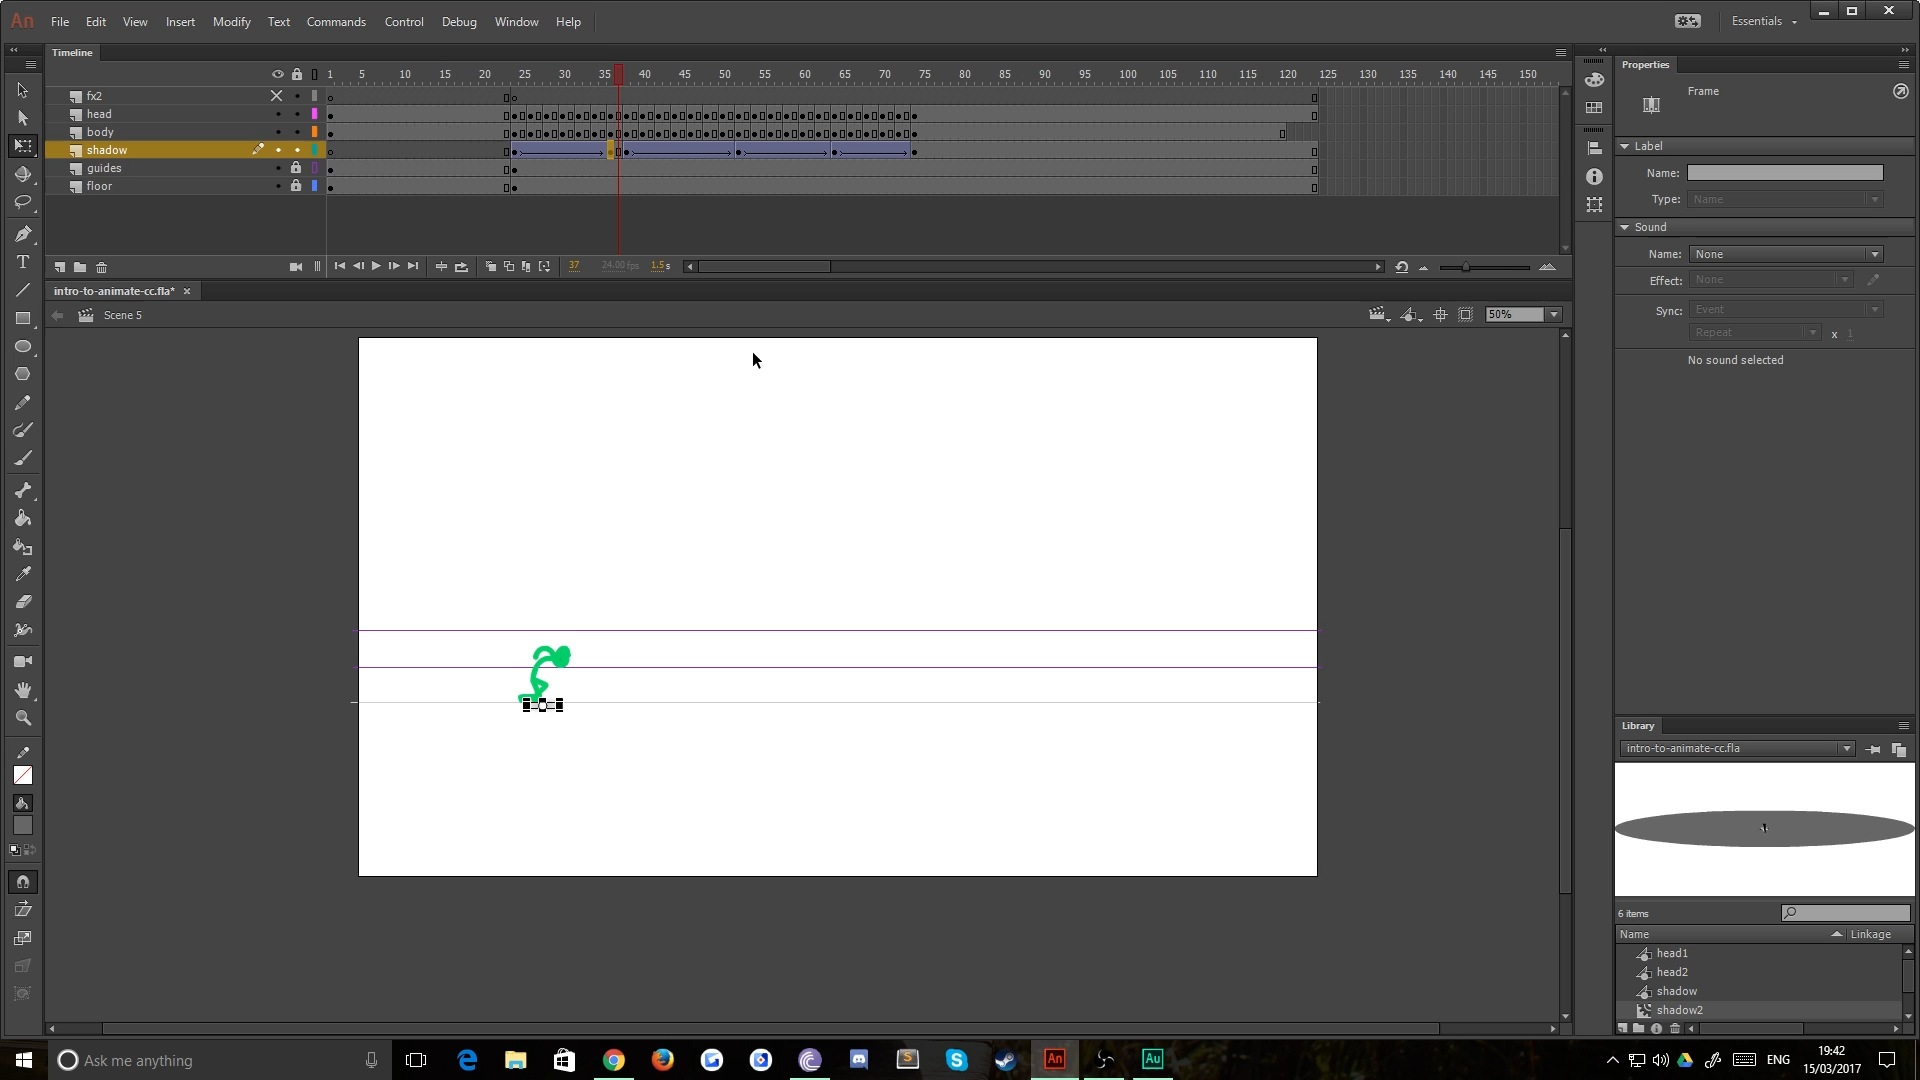 An File Edit View Insert Modify Text Commands Control Debug Window Help Essentials
Timeline
Properties
1 5 10 15 20 25 30 35 40 45 50 55 60 65 70 75 80 85 90 95 100 105 110 115 120 125 130 135 140 145 150
Frame
fx2
head
body
shadow
guides
floor
Label
Name:
Type: Name
Sound
Name: None
Effect: None
Sync: Event
Repeat x 1
No sound selected
37 24.00 fps 1.5 s
intro-to-animate-cc.fla* ×
Scene 5
50%
Library
intro-to-animate-cc.fla
6 items
Name Linkage
head1
head2
shadow
shadow2
Ask me anything
An Au
ENG
19:42
15/03/2017